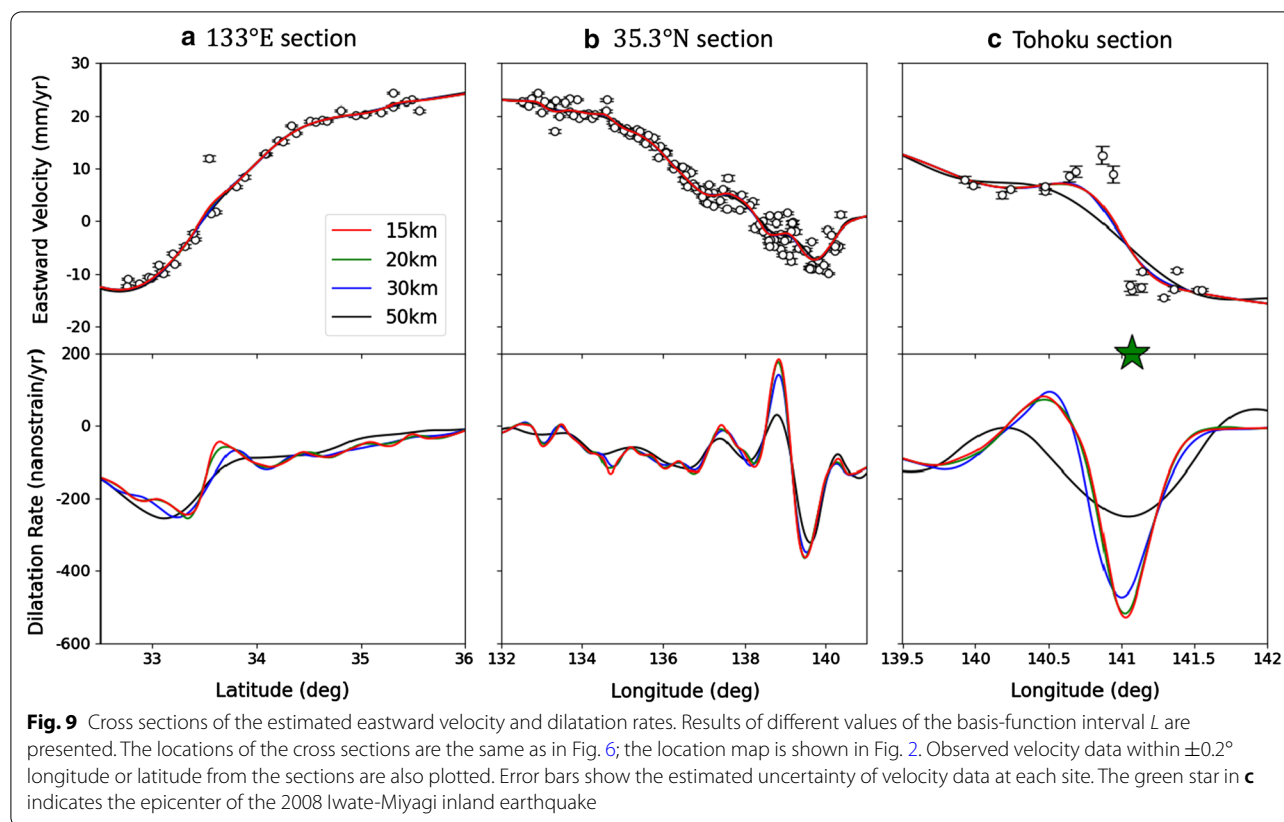 a 133°E section
b 35.3°N section
c Tohoku section
Eastward Velocity (mm/yr)
30
20
10
0
-10
-20
15km
20km
30km
50km
Dilatation Rate (nanostrain/yr)
200
0
-200
-400
-600
33 34 35 36
132 134 136 138 140
139.5 140 140.5 141 141.5 142
Latitude (deg)
Longitude (deg)
Longitude (deg)
Fig. 9 Cross sections of the estimated eastward velocity and dilatation rates. Results of different values of the basis-function interval L are
presented. The locations of the cross sections are the same as in Fig. 6; the location map is shown in Fig. 2. Observed velocity data within ±0.2°
longitude or latitude from the sections are also plotted. Error bars show the estimated uncertainty of velocity data at each site. The green star in c
indicates the epicenter of the 2008 Iwate-Miyagi inland earthquake